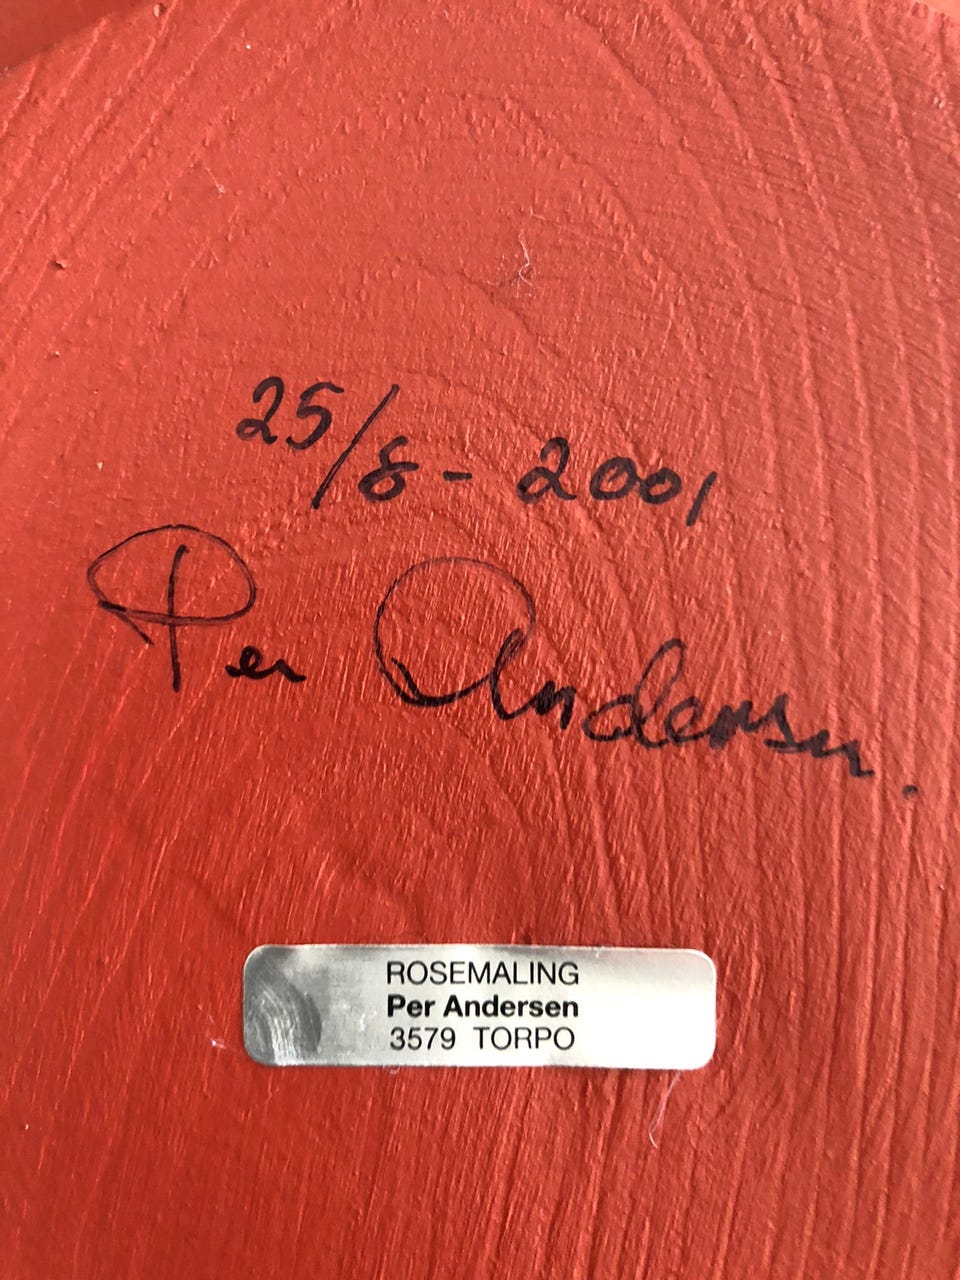 25/8 - 2001
Per Andersen.
ROSEMALING
Per Andersen
3579 TORPO